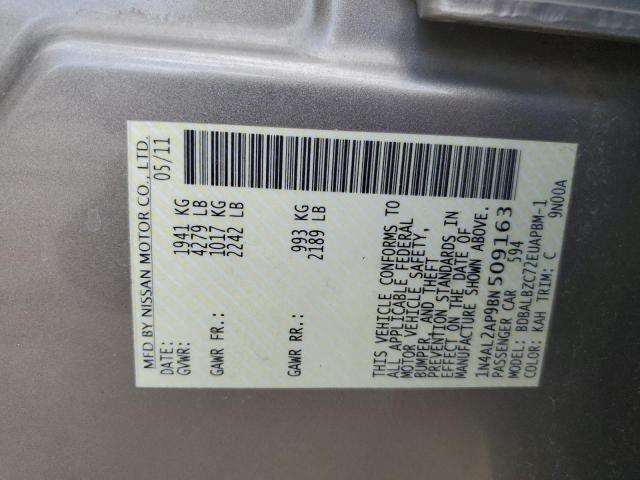 MFD BY NISSAN MOTOR CO., LTD.
DATE: 05/11
GVWR: 1941 KG
4279 LB
GAWR FR.: 1017 KG
2242 LB
GAWR RR.: 993 KG
2189 LB
THIS VEHICLE CONFORMS TO
ALL APPLICABLE FEDERAL
MOTOR VEHICLE SAFETY,
BUMPER, AND THEFT
PREVENTION STANDARDS IN
EFFECT ON THE DATE OF
MANUFACTURE SHOWN ABOVE.
1N4AL2AP9BN509163
PASSENGER CAR 594
MODEL: BDBALBZC72EUAPBM-1
COLOR: KAH TRIM: C 9N00A